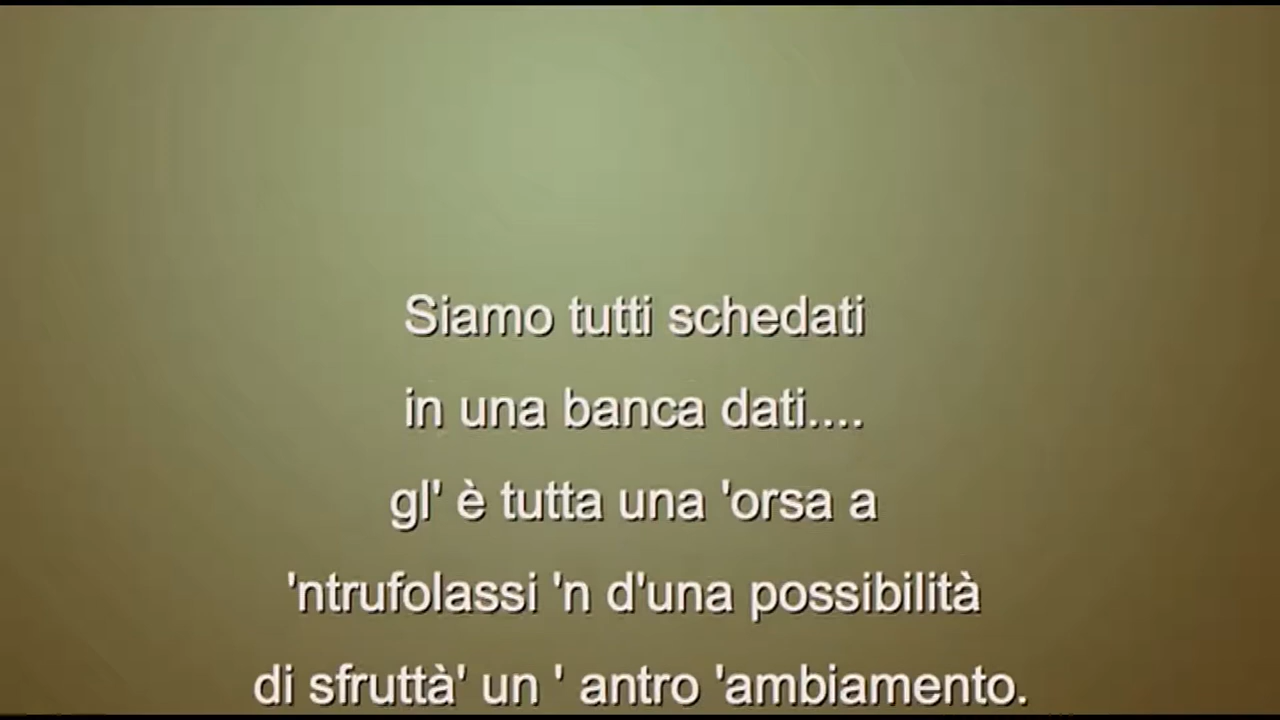 Siamo tutti schedati
in una banca dati....
gl' è tutta una 'orsa a
'ntrufolassi 'n d'una possibilità
di sfruttà' un ' antro 'ambiamento.